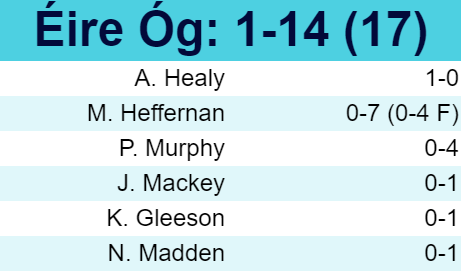 Éire Óg: 1-14 (17)
A. Healy 1-0
M. Heffernan 0-7 (0-4 F)
P. Murphy 0-4
J. Mackey 0-1
K. Gleeson 0-1
N. Madden 0-1